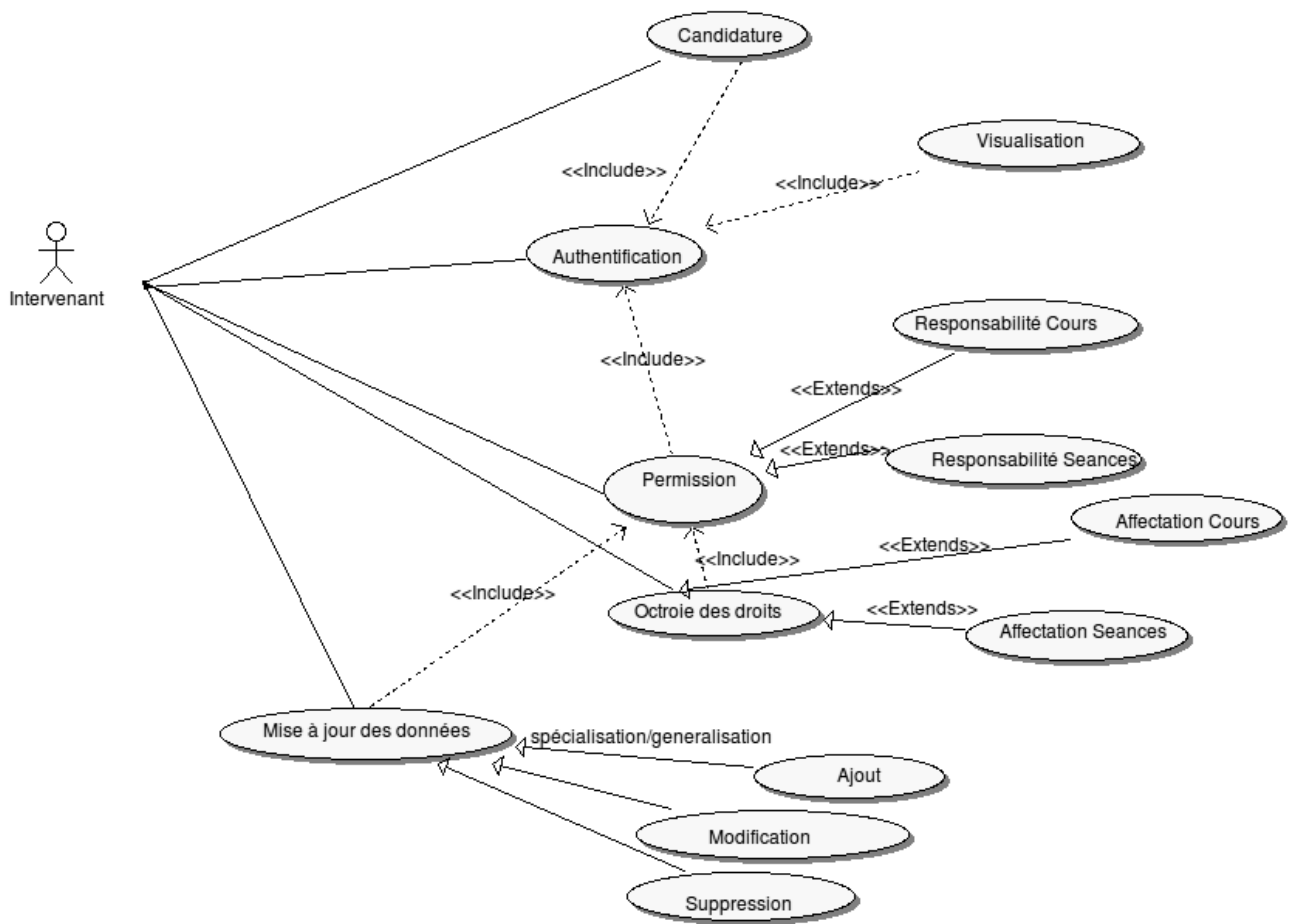 Candidature
Visualisation
<<Include>>
<<Include>>
Authentification
Intervenant
Responsabilité Cours
<<Include>>
<<Extends>>
<<Extends>>
Responsabilité Seances
Permission
Affectation Cours
<<Extends>>
<<Include>>
<<Include>>
Octroie des droits
<<Extends>>
Affectation Seances
Mise à jour des données
spécialisation/generalisation
Ajout
Modification
Suppression